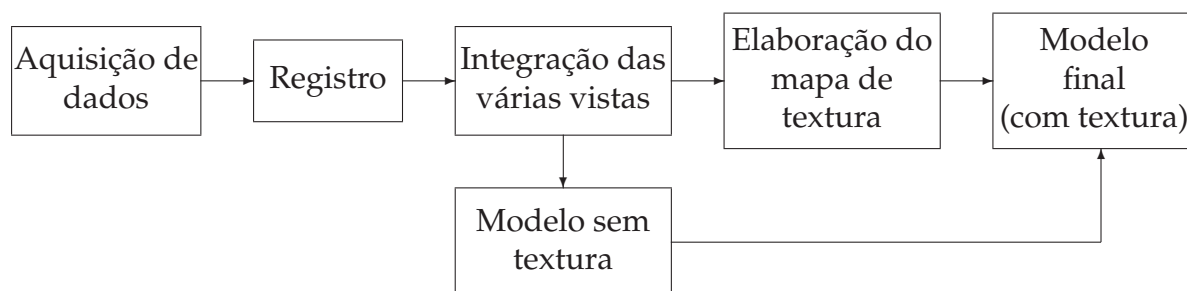 Aquisição de
dados
Registro
Integração das
várias vistas
Elaboração do
mapa de
textura
Modelo
final
(com textura)
Modelo sem
textura